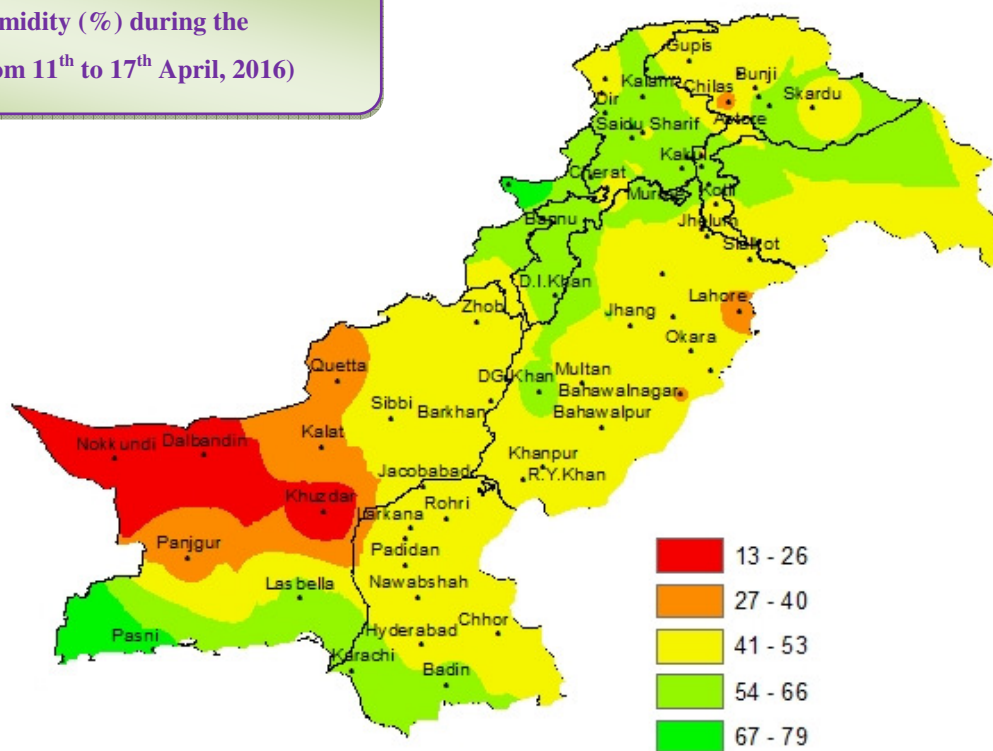 midity (%) during the
om 11th to 17th April, 2016)
Gupis
Bunji
Kalam
Chilas
Skardu
Dir
Astore
Saidu Sharif
Kakul
Cherat
Murree
Kotli
Bannu
Jhelum
Sialkot
D.I.Khan
Zhob
Jhang
Lahore
Okara
Quetta
DG Khan
Multan
Bahawalnagar
Sibbi
Barkhan
Bahawalpur
Nokkundi
Dalbandin
Kalat
Khanpur
Jacobabad
R.Y.Khan
Khuzdar
Larkana
Rohri
Panjgur
Padidan
Lasbella
Nawabshah
Pasni
Hyderabad
Chhor
Karachi
Badin
13 - 26
27 - 40
41 - 53
54 - 66
67 - 79